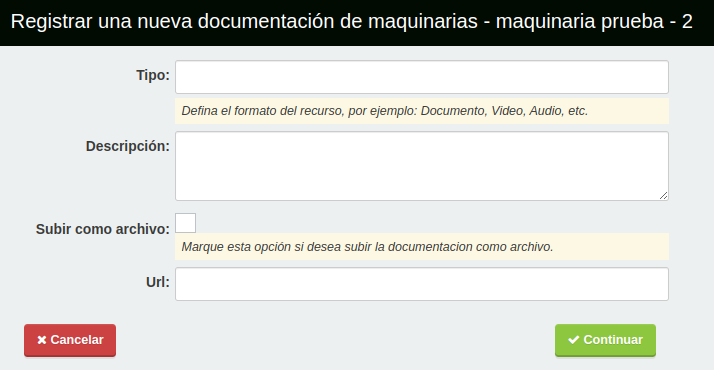 Registrar una nueva documentación de maquinarias - maquinaria prueba - 2
Tipo:
Defina el formato del recurso, por ejemplo: Documento, Video, Audio, etc.
Descripción:
Subir como archivo:
Marque esta opción si desea subir la documentacion como archivo.
Url:
Cancelar
Continuar